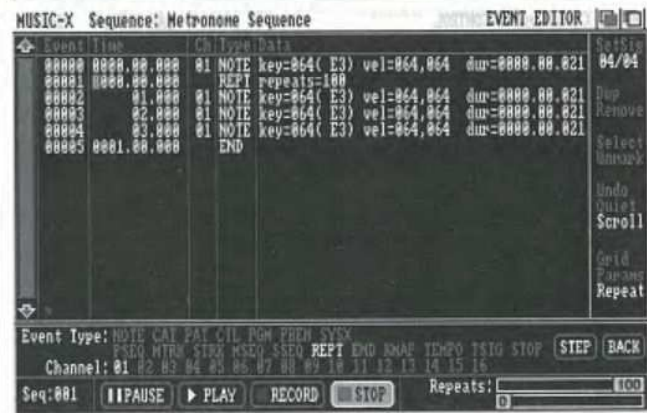 MUSIC-X Sequence: Metronome Sequence EVENT EDITOR
Event Time Ch Type Data
00000 0000.00.000 01 NOTE key=064( E3) vel=064,064 dur=0000.00.021
00001 0000.00.000 REPT repeats=100
00002 01.000 01 NOTE key=064( E3) vel=064,064 dur=0000.00.021
00003 02.000 01 NOTE key=064( E3) vel=064,064 dur=0000.00.021
00004 03.000 01 NOTE key=064( E3) vel=064,064 dur=0000.00.021
00005 0001.00.000 END
SetSig
04/04
Dup
Remove
Select
Unmark
Undo
Quiet
Scroll
Grid
Params
Repeat
Event Type: NOTE CAT PAT CTL PGM PBEN SYSX
PSEQ MTRK STRK MSEQ SSEQ REPT END KMAP TEMPO TSIG STOP STEP BACK
Channel: 01 02 03 04 05 06 07 08 09 10 11 12 13 14 15 16
Seq:001 PAUSE PLAY RECORD STOP Repeats: 100
0